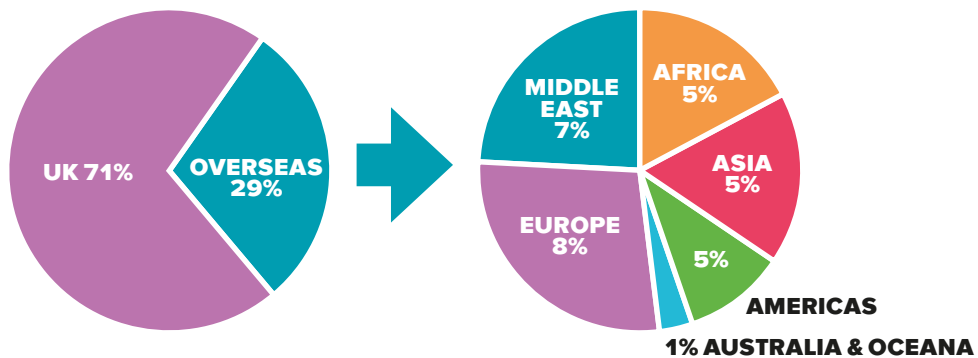 UK 71%
OVERSEAS
29%
MIDDLE
EAST
7%
AFRICA
5%
ASIA
5%
EUROPE
8%
5%
AMERICAS
1% AUSTRALIA & OCEANA